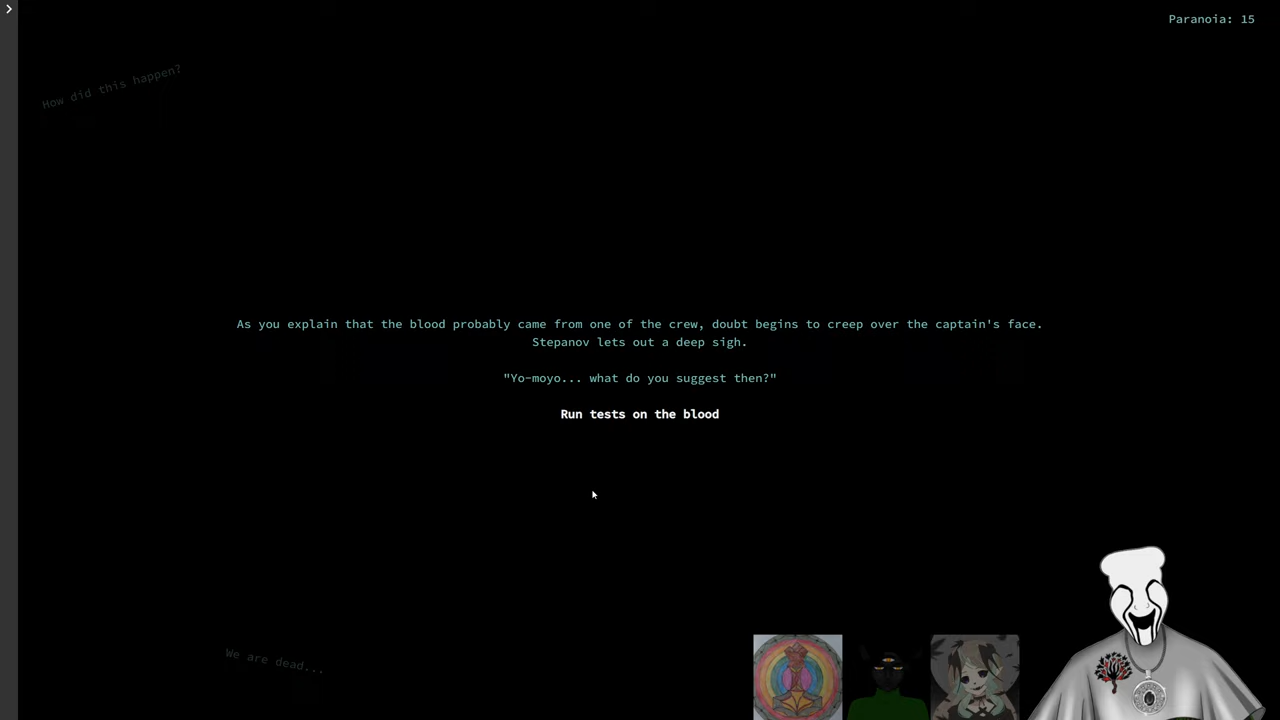 Paranoia: 15
How did this happen?
As you explain that the blood probably came from one of the crew, doubt begins to creep over the captain's face.
Stepanov lets out a deep sigh.
"Yo-moyo... what do you suggest then?"
Run tests on the blood
We are dead...